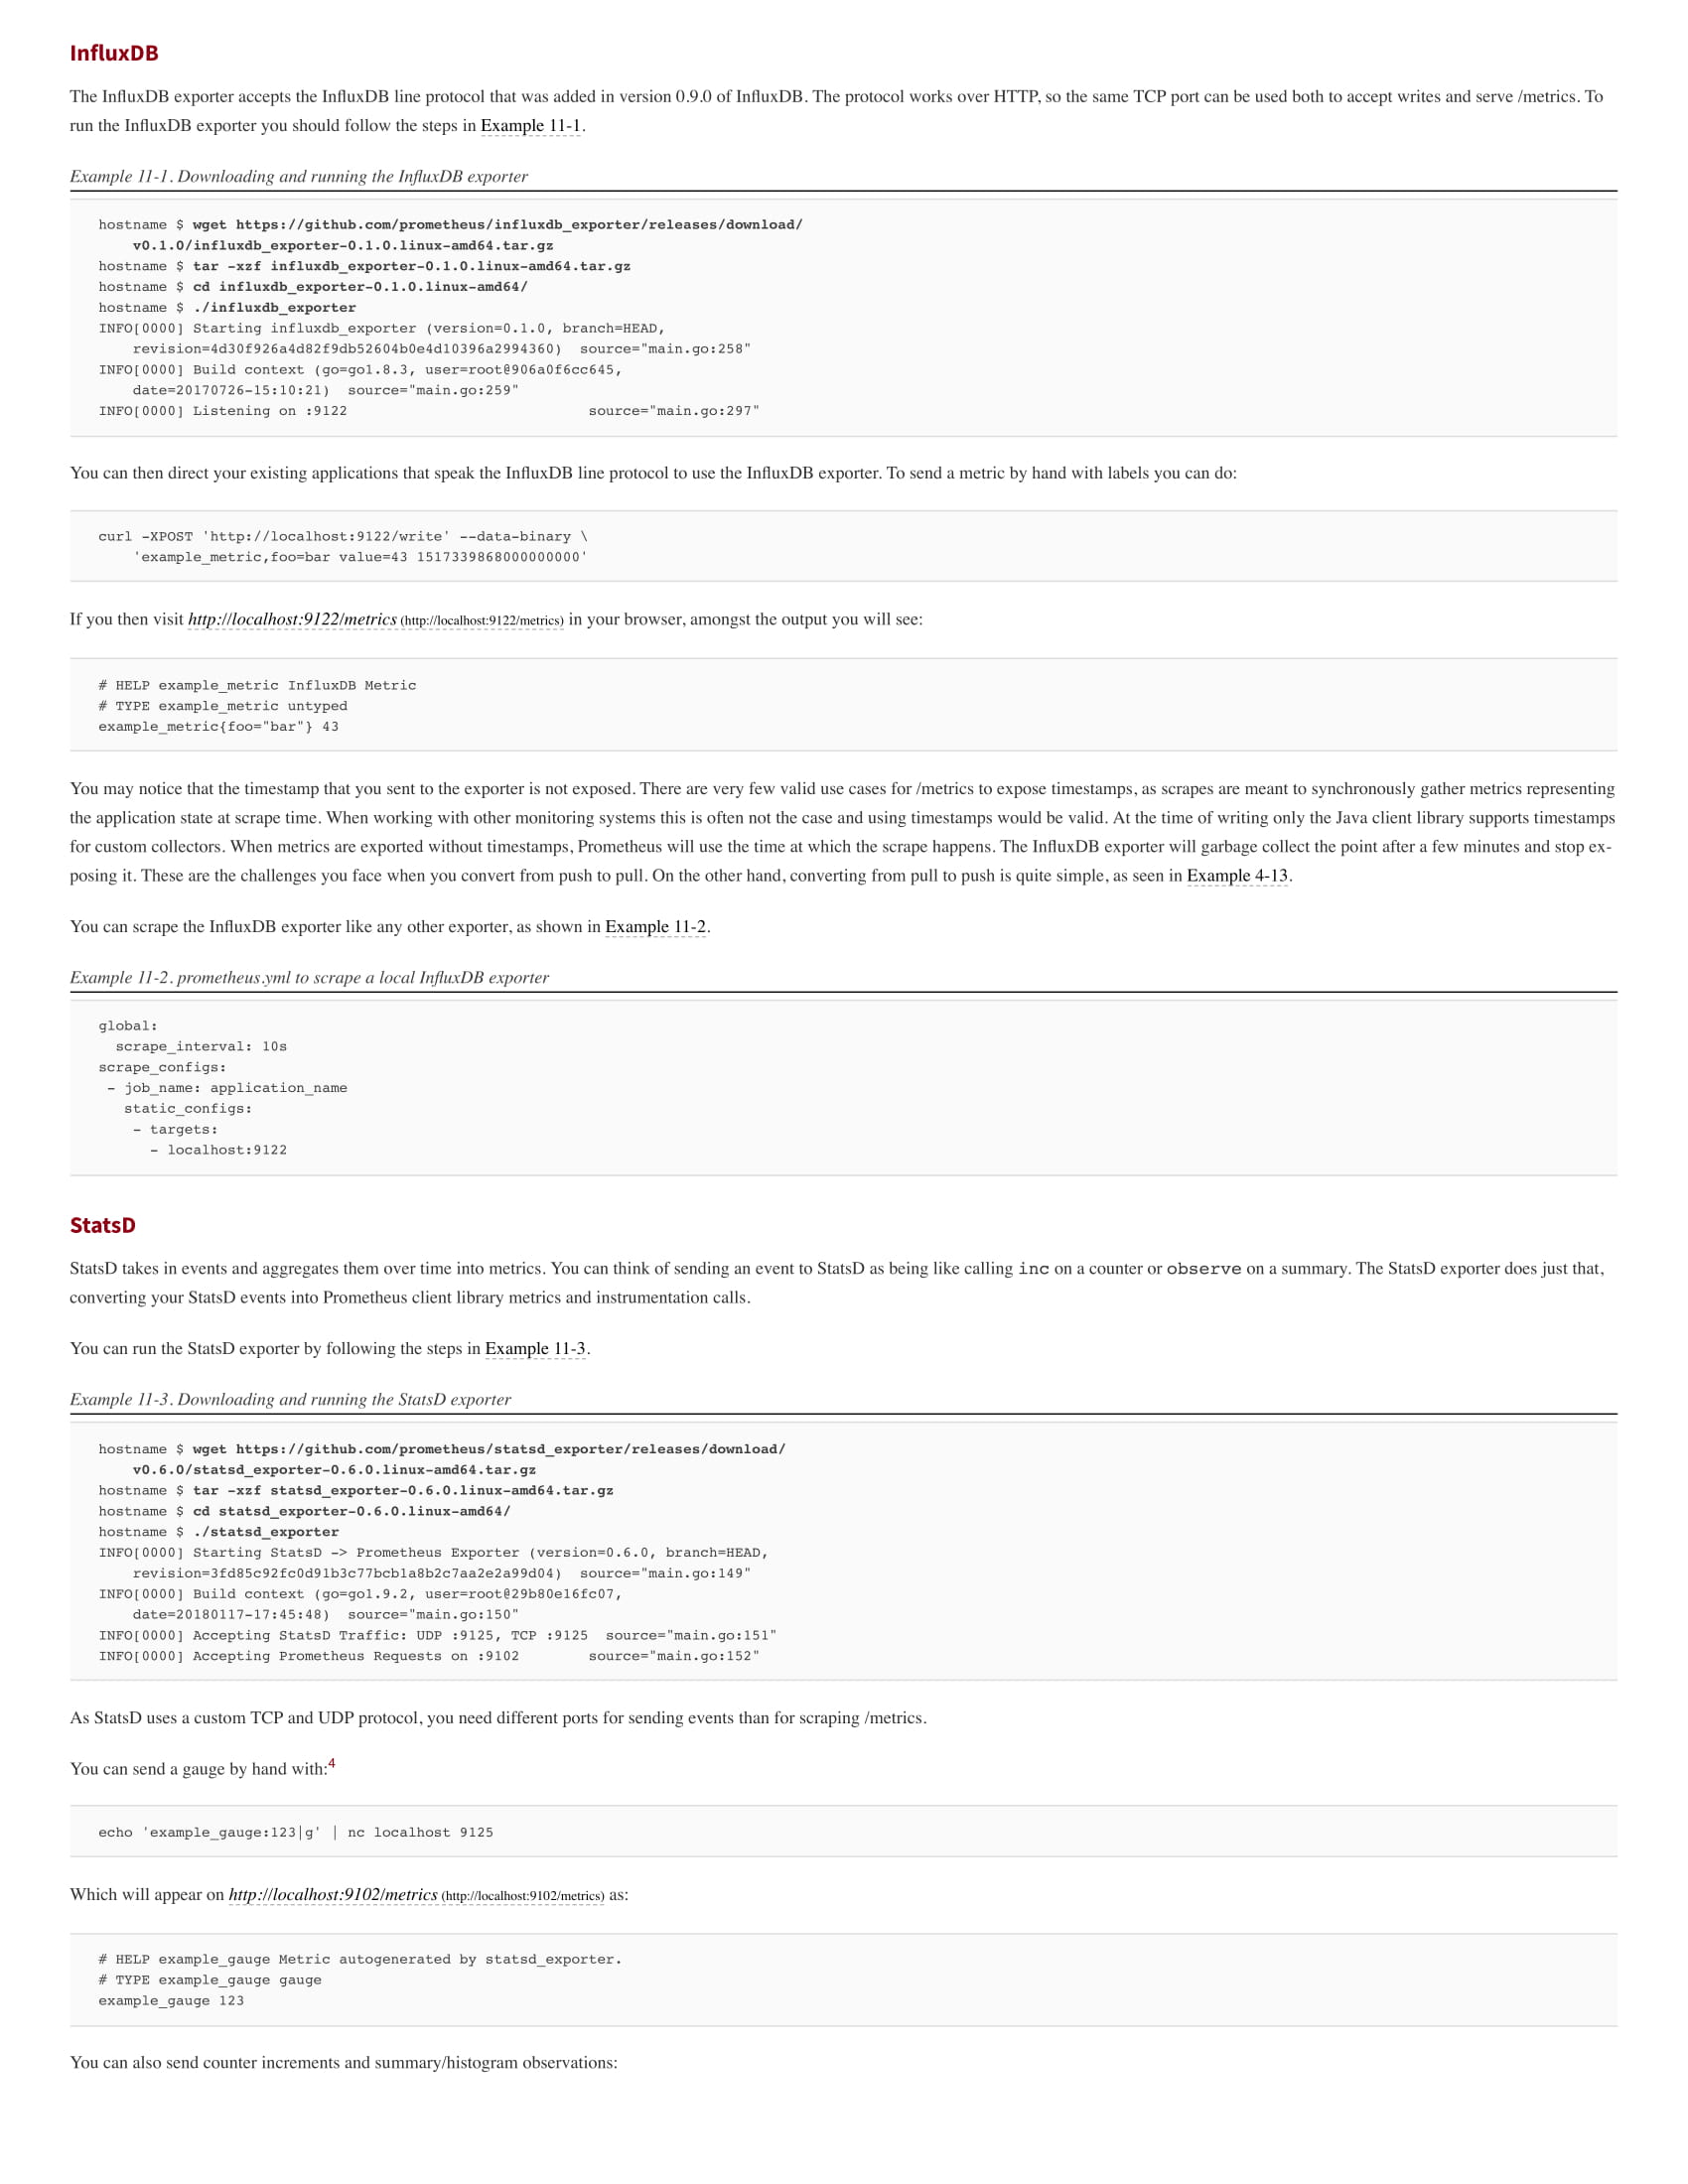 InfluxDB
The InfluxDB exporter accepts the InfluxDB line protocol that was added in version 0.9.0 of InfluxDB. The protocol works over HTTP, so the same TCP port can be used both to accept writes and serve /metrics. To
run the InfluxDB exporter you should follow the steps in Example 11-1.
Example 11-1. Downloading and running the InfluxDB exporter
hostname $ wget https://github.com/prometheus/influxdb_exporter/releases/download/
    v0.1.0/influxdb_exporter-0.1.0.linux-amd64.tar.gz
hostname $ tar -xzf influxdb_exporter-0.1.0.linux-amd64.tar.gz
hostname $ cd influxdb_exporter-0.1.0.linux-amd64/
hostname $ ./influxdb_exporter
INFO[0000] Starting influxdb_exporter (version=0.1.0, branch=HEAD,
    revision=4d30f926a4d82f9db52604b0e4d10396a2994360)  source="main.go:258"
INFO[0000] Build context (go=go1.8.3, user=root@906a0f6cc645,
    date=20170726-15:10:21)  source="main.go:259"
INFO[0000] Listening on :9122                            source="main.go:297"
You can then direct your existing applications that speak the InfluxDB line protocol to use the InfluxDB exporter. To send a metric by hand with labels you can do:
curl -XPOST 'http://localhost:9122/write' --data-binary \
    'example_metric,foo=bar value=43 1517339868000000000'
If you then visit http://localhost:9122/metrics (http://localhost:9122/metrics) in your browser, amongst the output you will see:
# HELP example_metric InfluxDB Metric
# TYPE example_metric untyped
example_metric{foo="bar"} 43
You may notice that the timestamp that you sent to the exporter is not exposed. There are very few valid use cases for /metrics to expose timestamps, as scrapes are meant to synchronously gather metrics representing
the application state at scrape time. When working with other monitoring systems this is often not the case and using timestamps would be valid. At the time of writing only the Java client library supports timestamps
for custom collectors. When metrics are exported without timestamps, Prometheus will use the time at which the scrape happens. The InfluxDB exporter will garbage collect the point after a few minutes and stop ex-
posing it. These are the challenges you face when you convert from push to pull. On the other hand, converting from pull to push is quite simple, as seen in Example 4-13.
You can scrape the InfluxDB exporter like any other exporter, as shown in Example 11-2.
Example 11-2. prometheus.yml to scrape a local InfluxDB exporter
global:
  scrape_interval: 10s
scrape_configs:
 - job_name: application_name
   static_configs:
    - targets:
      - localhost:9122
StatsD
StatsD takes in events and aggregates them over time into metrics. You can think of sending an event to StatsD as being like calling inc on a counter or observe on a summary. The StatsD exporter does just that,
converting your StatsD events into Prometheus client library metrics and instrumentation calls.
You can run the StatsD exporter by following the steps in Example 11-3.
Example 11-3. Downloading and running the StatsD exporter
hostname $ wget https://github.com/prometheus/statsd_exporter/releases/download/
    v0.6.0/statsd_exporter-0.6.0.linux-amd64.tar.gz
hostname $ tar -xzf statsd_exporter-0.6.0.linux-amd64.tar.gz
hostname $ cd statsd_exporter-0.6.0.linux-amd64/
hostname $ ./statsd_exporter
INFO[0000] Starting StatsD -> Prometheus Exporter (version=0.6.0, branch=HEAD,
    revision=3fd85c92fc0d91b3c77bcb1a8b2c7aa2e2a99d04)  source="main.go:149"
INFO[0000] Build context (go=go1.9.2, user=root@29b80e16fc07,
    date=20180117-17:45:48)  source="main.go:150"
INFO[0000] Accepting StatsD Traffic: UDP :9125, TCP :9125  source="main.go:151"
INFO[0000] Accepting Prometheus Requests on :9102        source="main.go:152"
As StatsD uses a custom TCP and UDP protocol, you need different ports for sending events than for scraping /metrics.
You can send a gauge by hand with:4
echo 'example_gauge:123|g' | nc localhost 9125
Which will appear on http://localhost:9102/metrics (http://localhost:9102/metrics) as:
# HELP example_gauge Metric autogenerated by statsd_exporter.
# TYPE example_gauge gauge
example_gauge 123
You can also send counter increments and summary/histogram observations: